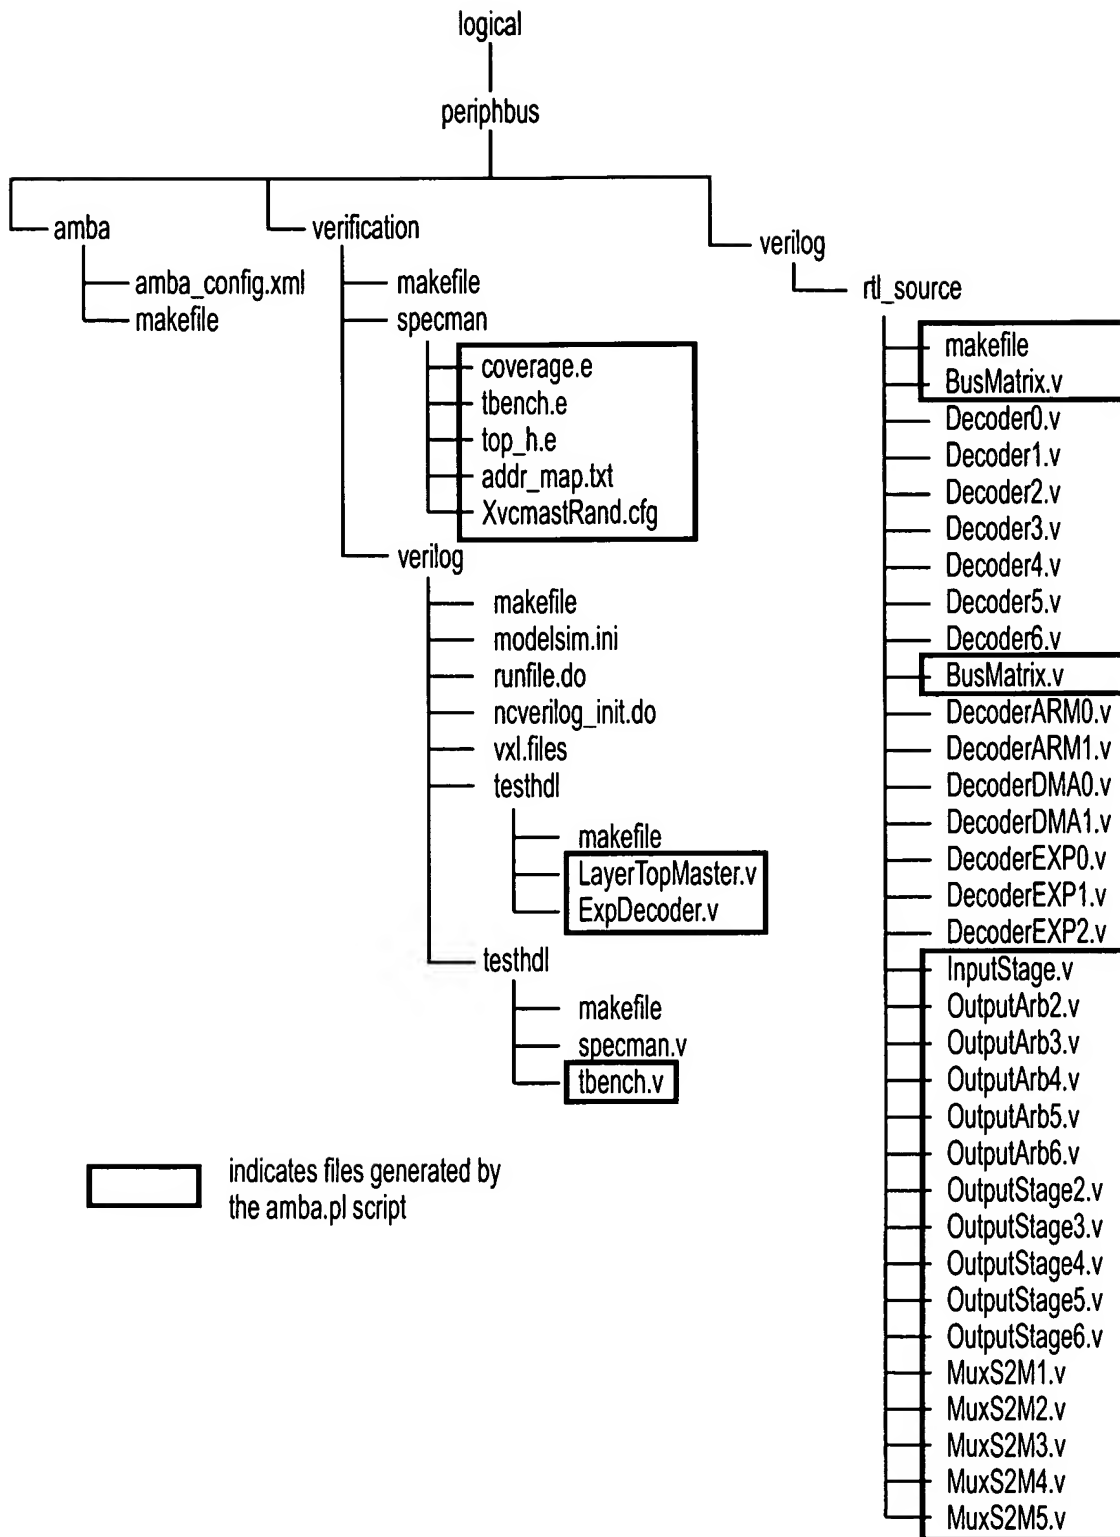 logical
periphbus
amba
amba_config.xml
makefile
verification
makefile
specman
coverage.e
tbench.e
top_h.e
addr_map.txt
XvcmastRand.cfg
verilog
makefile
modelsim.ini
runfile.do
ncverilog_init.do
vxl.files
testhdl
makefile
LayerTopMaster.v
ExpDecoder.v
testhdl
makefile
specman.v
tbench.v
verilog
rtl_source
makefile
BusMatrix.v
Decoder0.v
Decoder1.v
Decoder2.v
Decoder3.v
Decoder4.v
Decoder5.v
Decoder6.v
BusMatrix.v
DecoderARM0.v
DecoderARM1.v
DecoderDMA0.v
DecoderDMA1.v
DecoderEXP0.v
DecoderEXP1.v
DecoderEXP2.v
InputStage.v
OutputArb2.v
OutputArb3.v
OutputArb4.v
OutputArb5.v
OutputArb6.v
OutputStage2.v
OutputStage3.v
OutputStage4.v
OutputStage5.v
OutputStage6.v
MuxS2M1.v
MuxS2M2.v
MuxS2M3.v
MuxS2M4.v
MuxS2M5.v
indicates files generated by
the amba.pl script